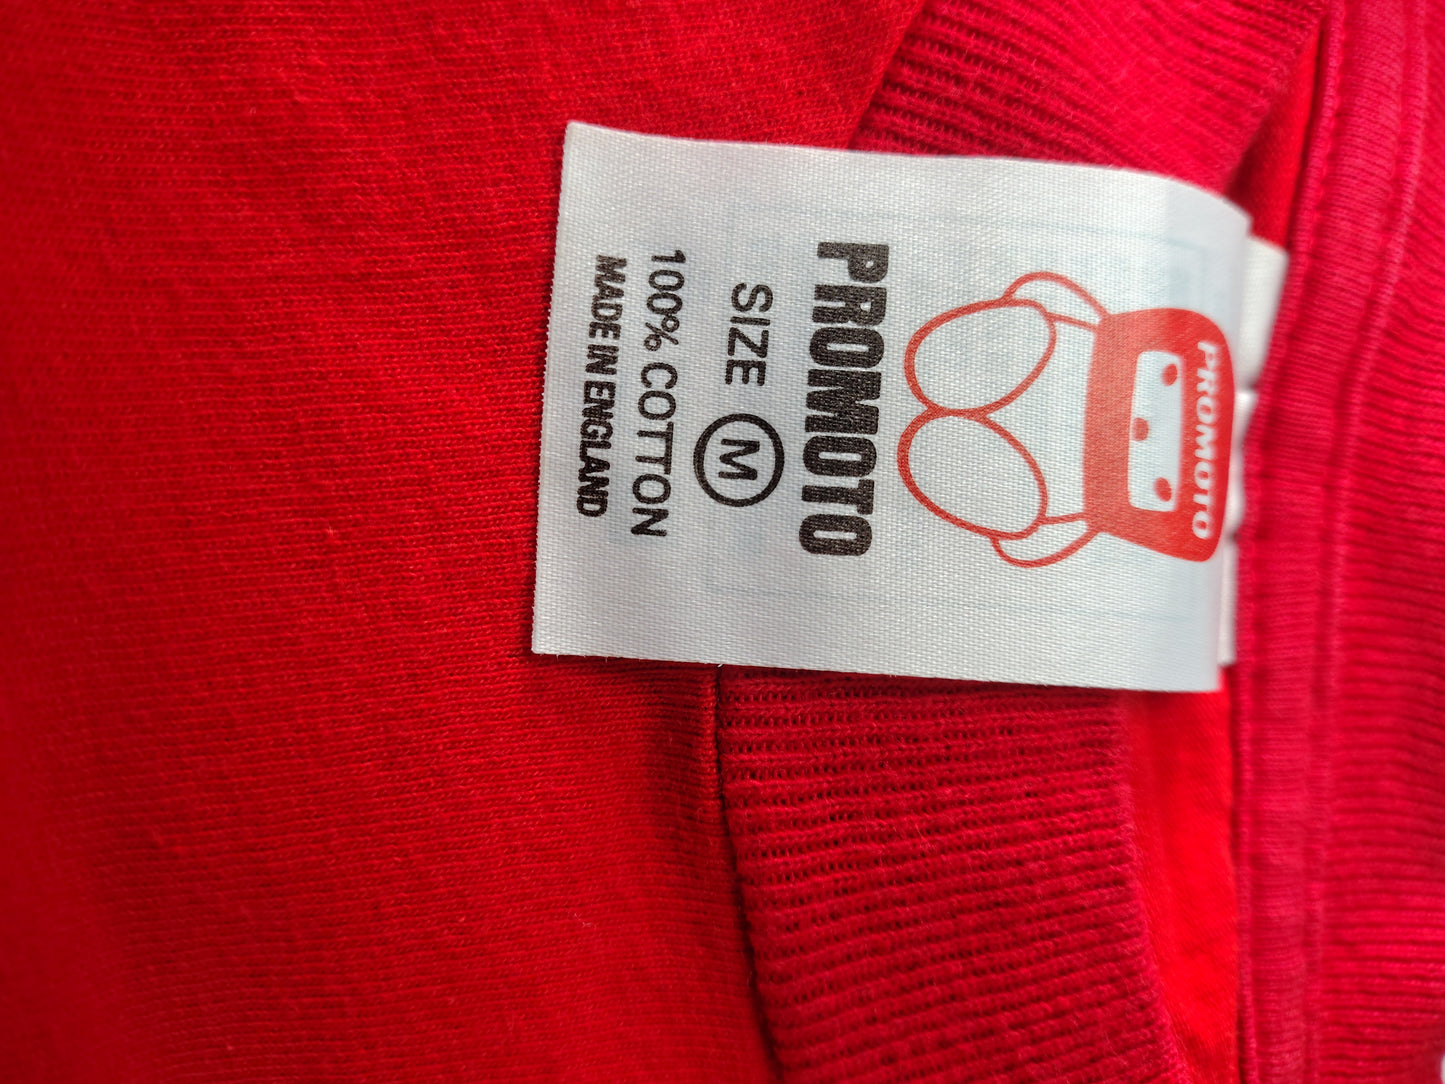 PROMOTO
PROMOTO
SIZE M
100% COTTON
MADE IN ENGLAND